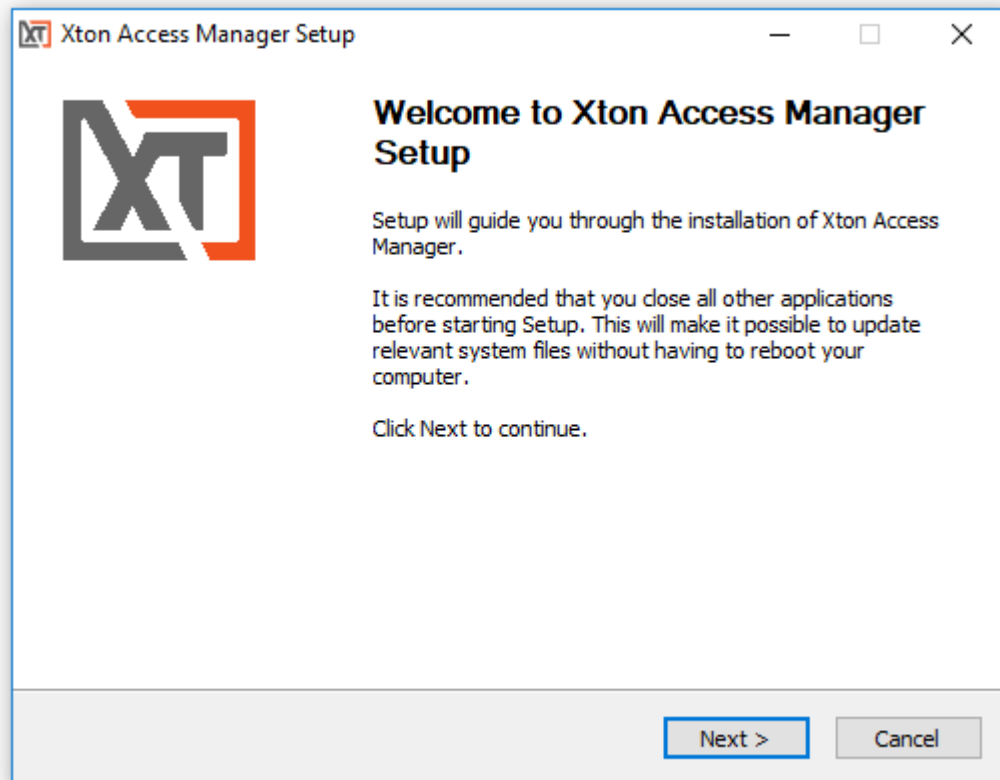 Xton Access Manager Setup
XT
Welcome to Xton Access Manager
Setup
Setup will guide you through the installation of Xton Access
Manager.
It is recommended that you close all other applications
before starting Setup. This will make it possible to update
relevant system files without having to reboot your
computer.
Click Next to continue.
Next >
Cancel